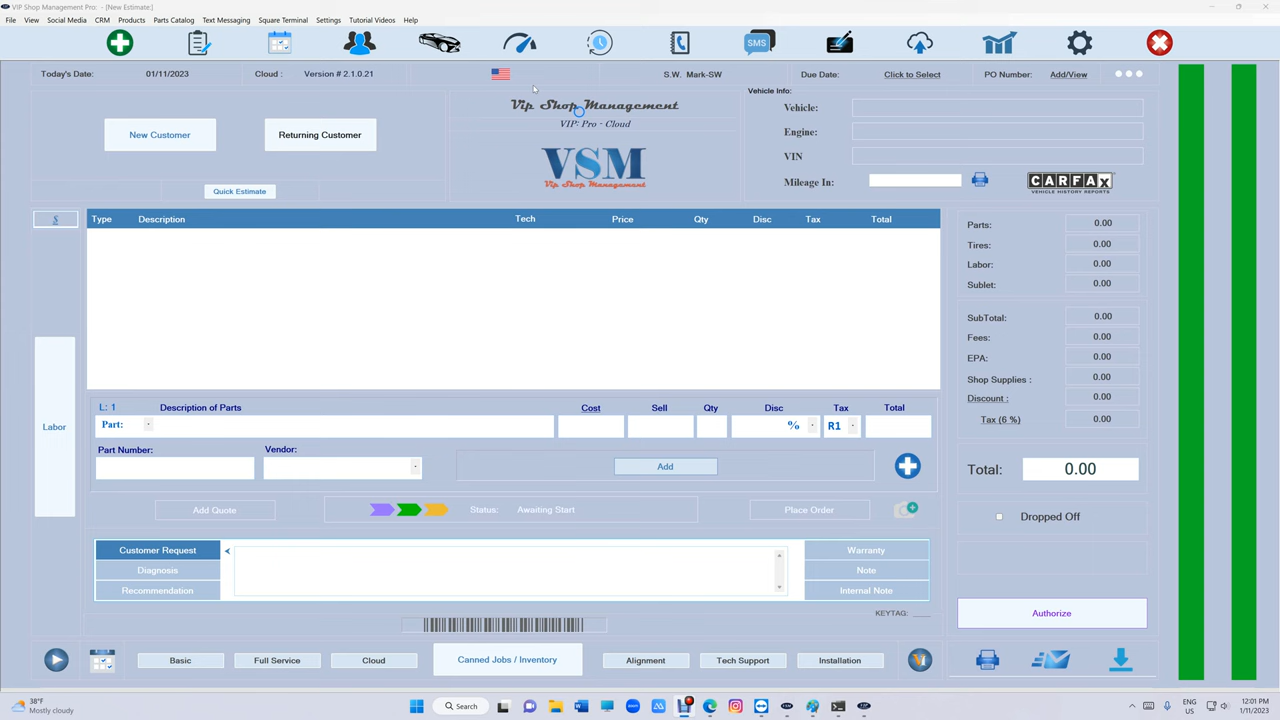 VIP Shop Management Pro: - [New Estimate:]
File View Social Media CRM Products Parts Catalog Text Messaging Square Terminal Settings Tutorial Videos Help
SMS
Today's Date: 01/11/2023 Cloud : Version # 2.1.0.21 S.W. Mark-SW Due Date: Click to Select PO Number: Add/View
Vehicle Info:
New Customer Returning Customer
Quick Estimate
Vip Shop Management
VIP: Pro - Cloud
VSM
Vip Shop Management
Vehicle:
Engine:
VIN
Mileage In:
CARFAX
VEHICLE HISTORY REPORTS
$ Type Description Tech Price Qty Disc Tax Total
Labor
Parts: 0.00
Tires: 0.00
Labor: 0.00
Sublet: 0.00
SubTotal: 0.00
Fees: 0.00
EPA: 0.00
Shop Supplies : 0.00
Discount : 0.00
Tax (6 %) 0.00
Total: 0.00
Dropped Off
Authorize
L: 1 Description of Parts Cost Sell Qty Disc Tax Total
Part: % R1
Part Number: Vendor:
Add
Add Quote Status: Awaiting Start Place Order
Customer Request
Diagnosis
Recommendation
Warranty
Note
Internal Note
KEYTAG: ____
Basic Full Service Cloud Canned Jobs / Inventory Alignment Tech Support Installation
38°F
Mostly cloudy
Search
zoom
ENG
US
12:01 PM
1/11/2023